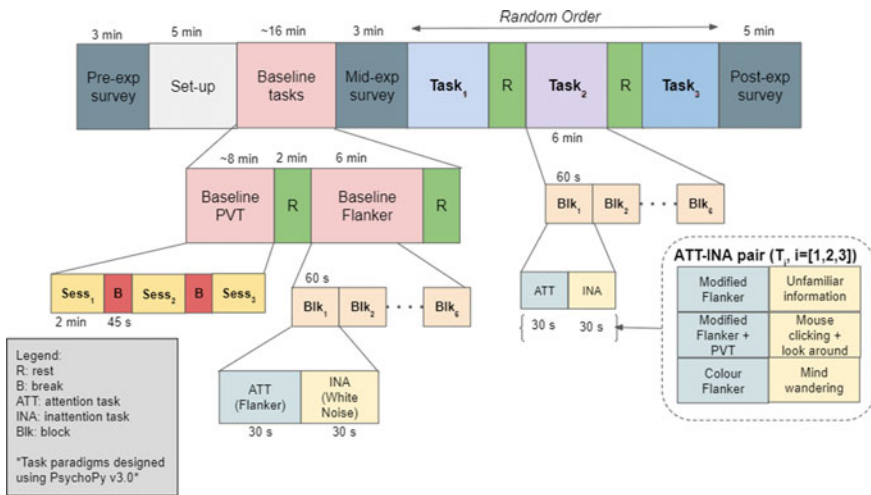 Random Order
3 min 5 min ~16 min 3 min 5 min
Pre-exp survey
Set-up
Baseline tasks
Mid-exp survey
Task1
R
Task2
R
Task3
Post-exp survey
6 min
~8 min 2 min 6 min
Baseline PVT
R
Baseline Flanker
R
60 s
Blk1 Blk2 Blk6
Sess1 B Sess2 B Sess3
2 min 45 s
60 s
Blk1 Blk2 Blk6
ATT INA
30 s 30 s
ATT (Flanker)
INA (White Noise)
30 s 30 s
ATT-INA pair (Ti, i=[1,2,3])
Modified Flanker
Unfamiliar information
Modified Flanker + PVT
Mouse clicking + look around
Colour Flanker
Mind wandering
Legend:
R: rest
B: break
ATT: attention task
INA: inattention task
Blk: block
*Task paradigms designed
using PsychoPy v3.0*